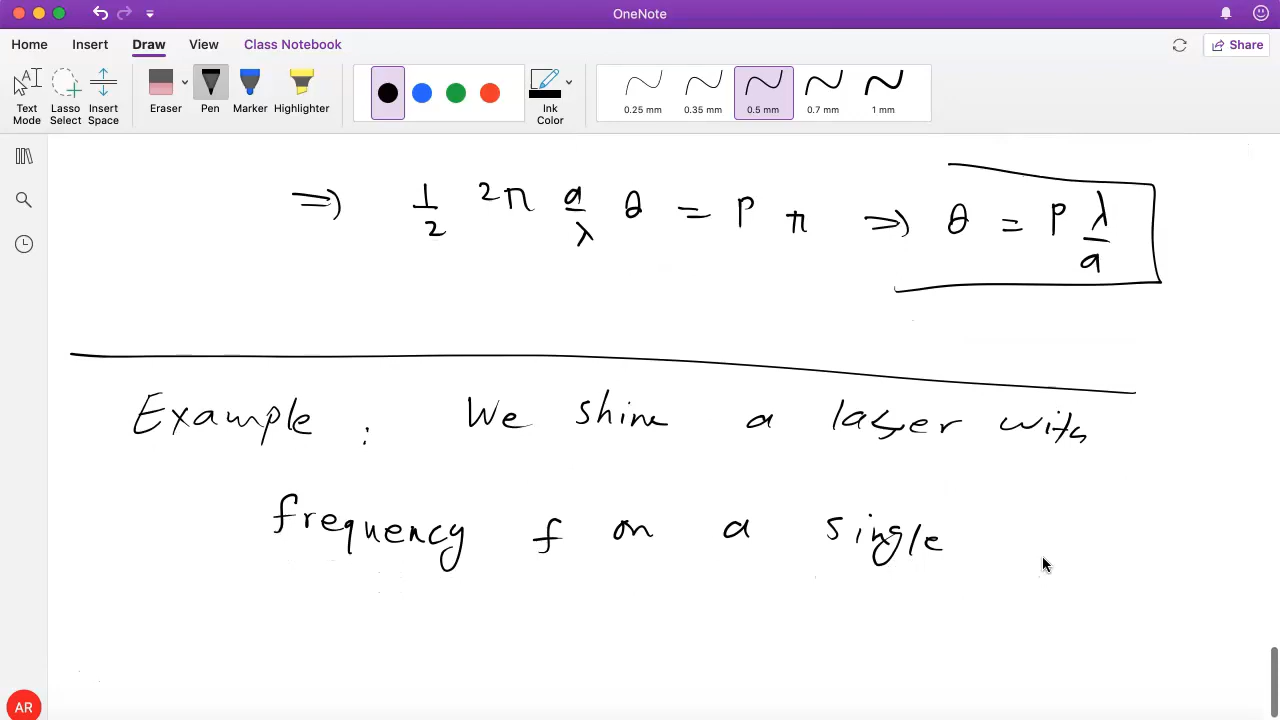 OneNote
Home Insert Draw View Class Notebook Share
Text Mode Lasso Select Insert Space Eraser Pen Marker Highlighter Ink Color 0.25 mm 0.35 mm 0.5 mm 0.7 mm 1 mm
⇒ 1/2 2π a/λ θ = P π ⇒ θ = P λ/a
Example : We shine a laser with
frequency f on a single
AR